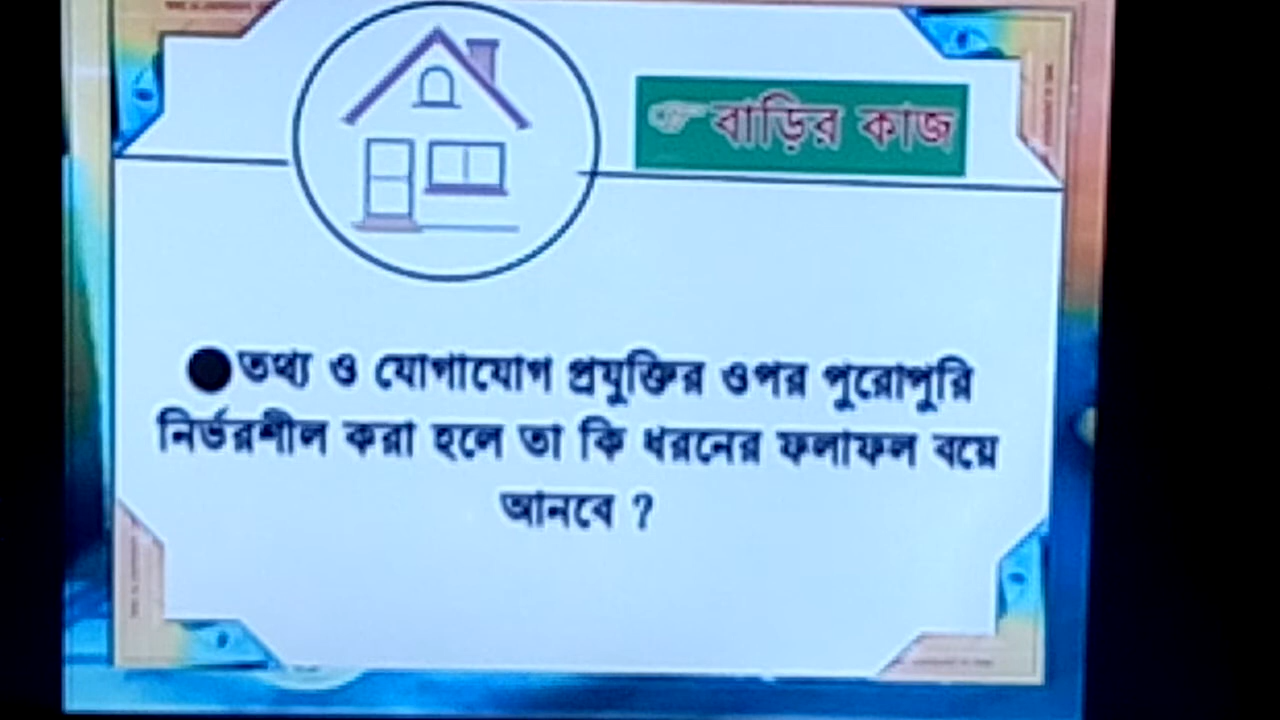 বাড়ির কাজ
তথ্য ও যোগাযোগ প্রযুক্তির ওপর পুরোপুরি
নির্ভরশীল করা হলে তা কি ধরনের ফলাফল বয়ে
আনবে ?